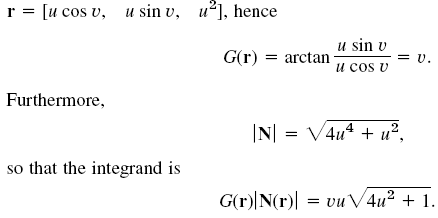 r = [u cos v, u sin v, u²], hence
G(r) = arctan u sin v / u cos v = v.
Furthermore,
|N| = √4u⁴ + u²,
so that the integrand is
G(r)|N(r)| = vu√4u² + 1.